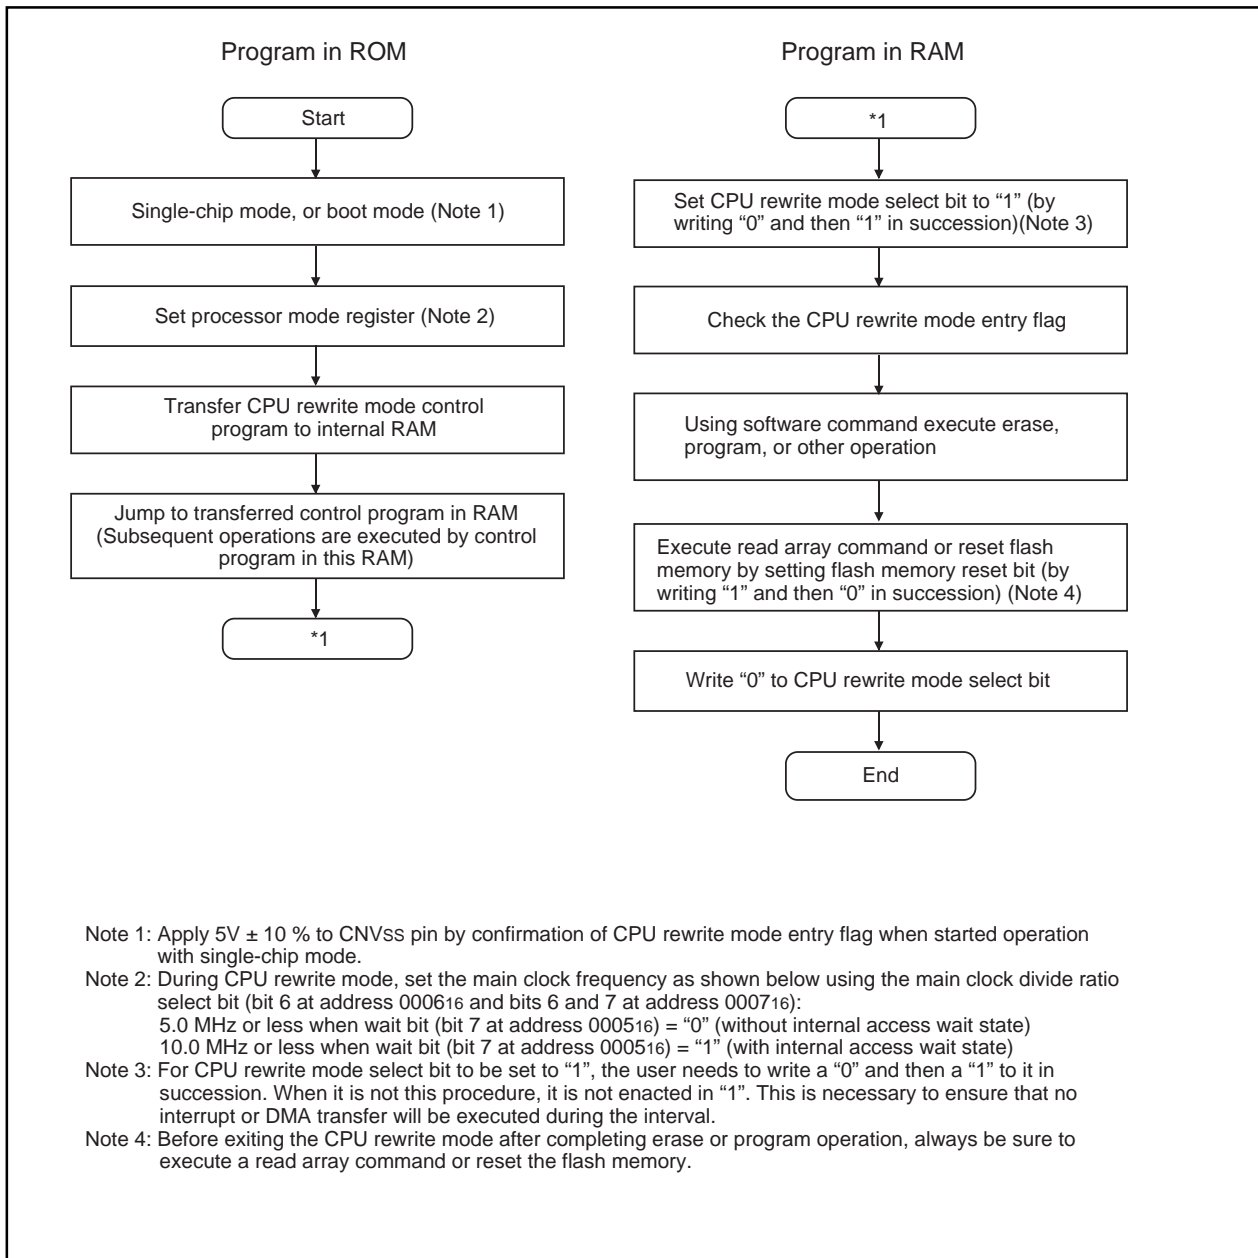 Program in ROM
Start
Single-chip mode, or boot mode (Note 1)
Set processor mode register (Note 2)
Transfer CPU rewrite mode control
program to internal RAM
Jump to transferred control program in RAM
(Subsequent operations are executed by control
program in this RAM)
*1
Program in RAM
*1
Set CPU rewrite mode select bit to “1” (by
writing “0” and then “1” in succession)(Note 3)
Check the CPU rewrite mode entry flag
Using software command execute erase,
program, or other operation
Execute read array command or reset flash
memory by setting flash memory reset bit (by
writing “1” and then “0” in succession) (Note 4)
Write “0” to CPU rewrite mode select bit
End
Note 1: Apply 5V ± 10 % to CNVss pin by confirmation of CPU rewrite mode entry flag when started operation
with single-chip mode.
Note 2: During CPU rewrite mode, set the main clock frequency as shown below using the main clock divide ratio
select bit (bit 6 at address 000616 and bits 6 and 7 at address 000716):
5.0 MHz or less when wait bit (bit 7 at address 000516) = “0” (without internal access wait state)
10.0 MHz or less when wait bit (bit 7 at address 000516) = “1” (with internal access wait state)
Note 3: For CPU rewrite mode select bit to be set to “1”, the user needs to write a “0” and then a “1” to it in
succession. When it is not this procedure, it is not enacted in “1”. This is necessary to ensure that no
interrupt or DMA transfer will be executed during the interval.
Note 4: Before exiting the CPU rewrite mode after completing erase or program operation, always be sure to
execute a read array command or reset the flash memory.